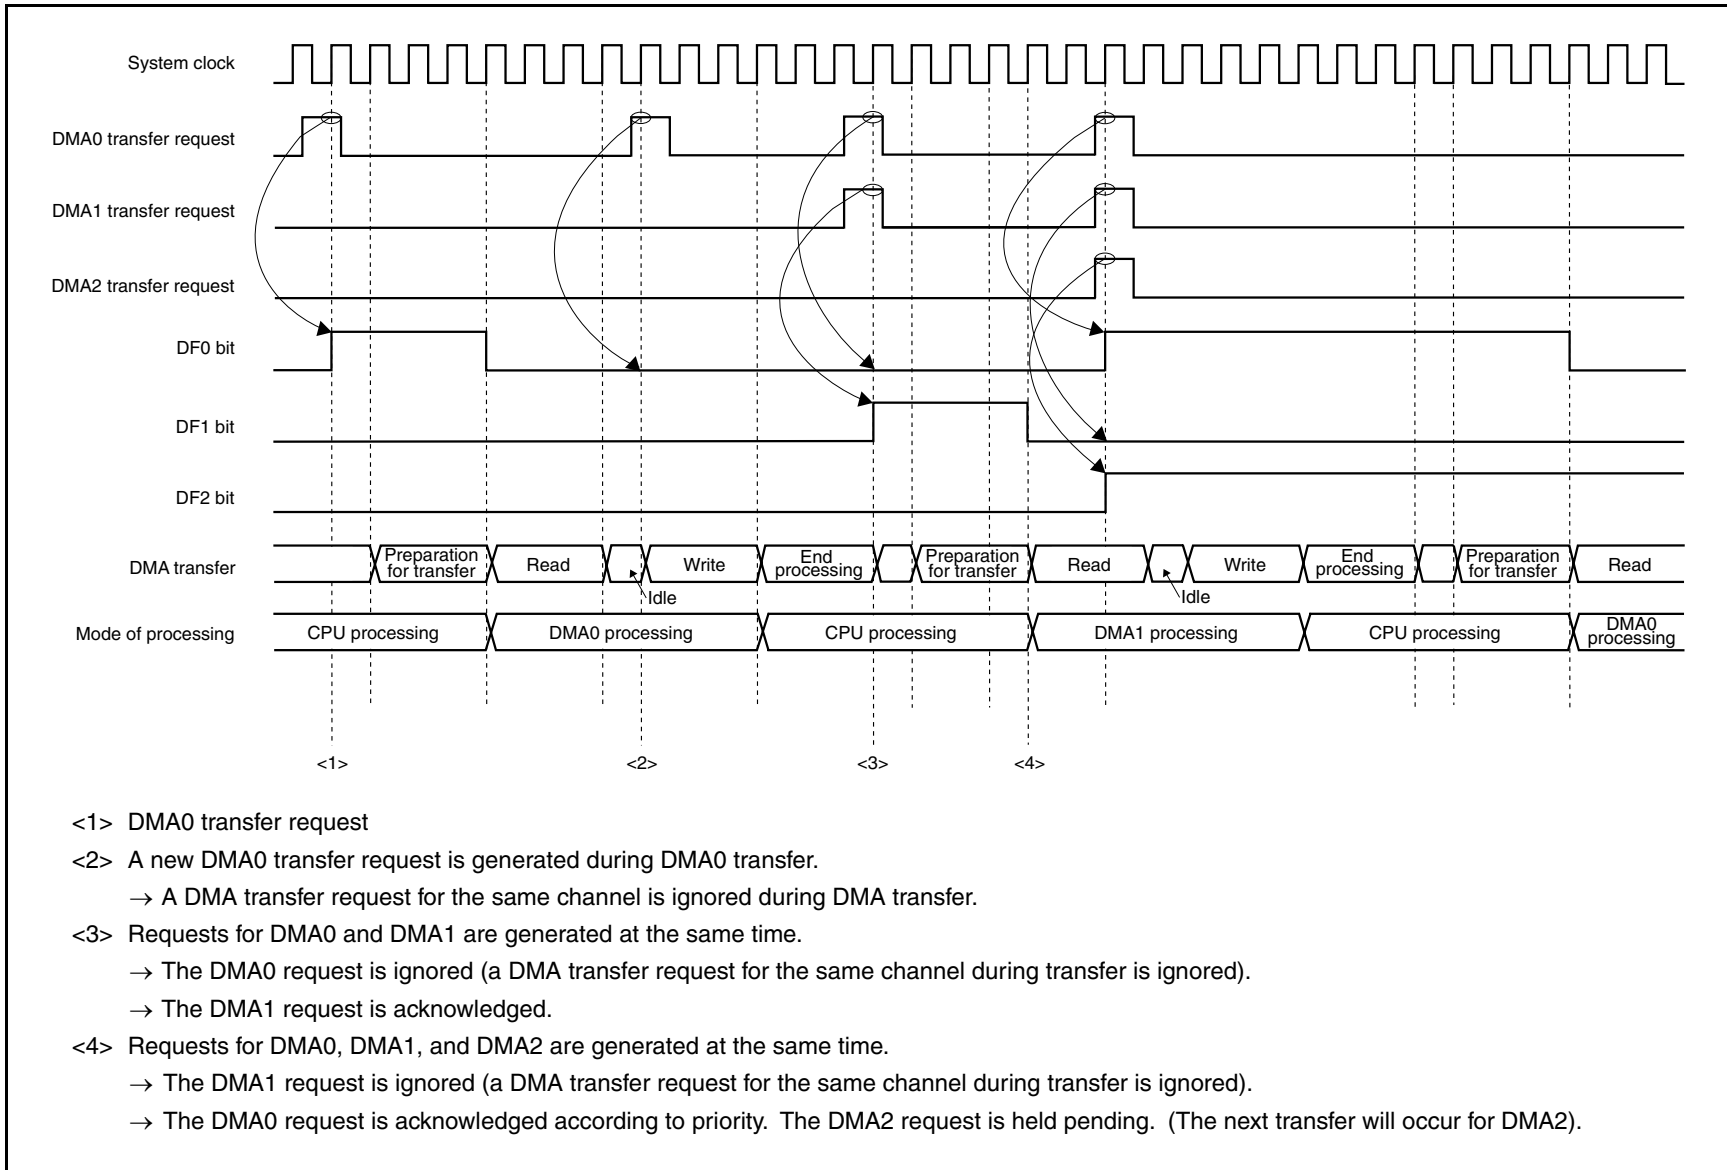 System clock
DMA0 transfer request
DMA1 transfer request
DMA2 transfer request
DF0 bit
DF1 bit
DF2 bit
DMA transfer
Preparation
for transfer
Read
Idle
Write
End
processing
Preparation
for transfer
Read
Idle
Write
End
processing
Preparation
for transfer
Read
Mode of processing
CPU processing
DMA0 processing
CPU processing
DMA1 processing
CPU processing
DMA0
processing
<1>
<2>
<3>
<4>
<1> DMA0 transfer request
<2> A new DMA0 transfer request is generated during DMA0 transfer.
→ A DMA transfer request for the same channel is ignored during DMA transfer.
<3> Requests for DMA0 and DMA1 are generated at the same time.
→ The DMA0 request is ignored (a DMA transfer request for the same channel during transfer is ignored).
→ The DMA1 request is acknowledged.
<4> Requests for DMA0, DMA1, and DMA2 are generated at the same time.
→ The DMA1 request is ignored (a DMA transfer request for the same channel during transfer is ignored).
→ The DMA0 request is acknowledged according to priority. The DMA2 request is held pending. (The next transfer will occur for DMA2).